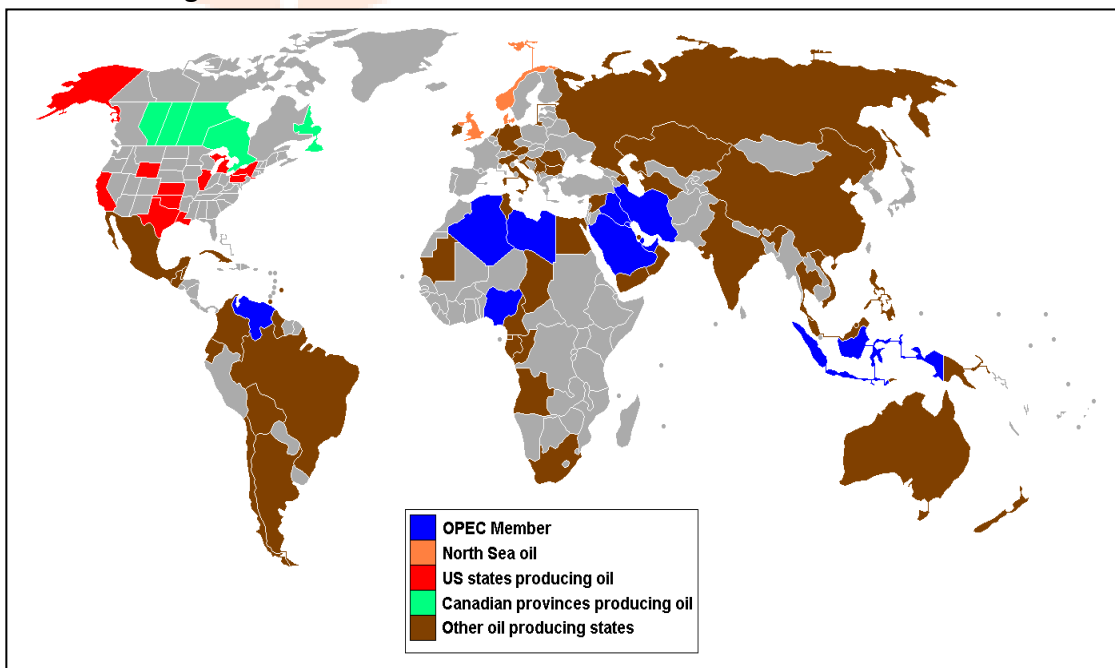 OPEC Member
North Sea oil
US states producing oil
Canadian provinces producing oil
Other oil producing states